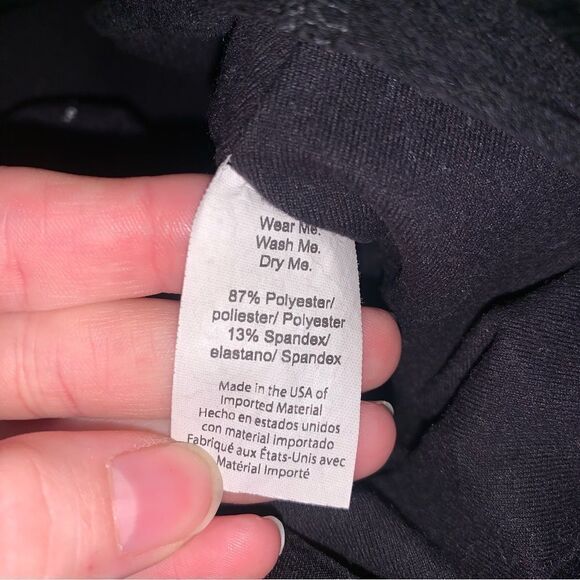 Wear Me.
Wash Me.
Dry Me.
87% Polyester/
poliester/ Polyester
13% Spandex/
elastano/ Spandex
Made in the USA of
Imported Material
Hecho en estados unidos
con material importado
Fabriqué aux États-Unis avec
Matérial Importé